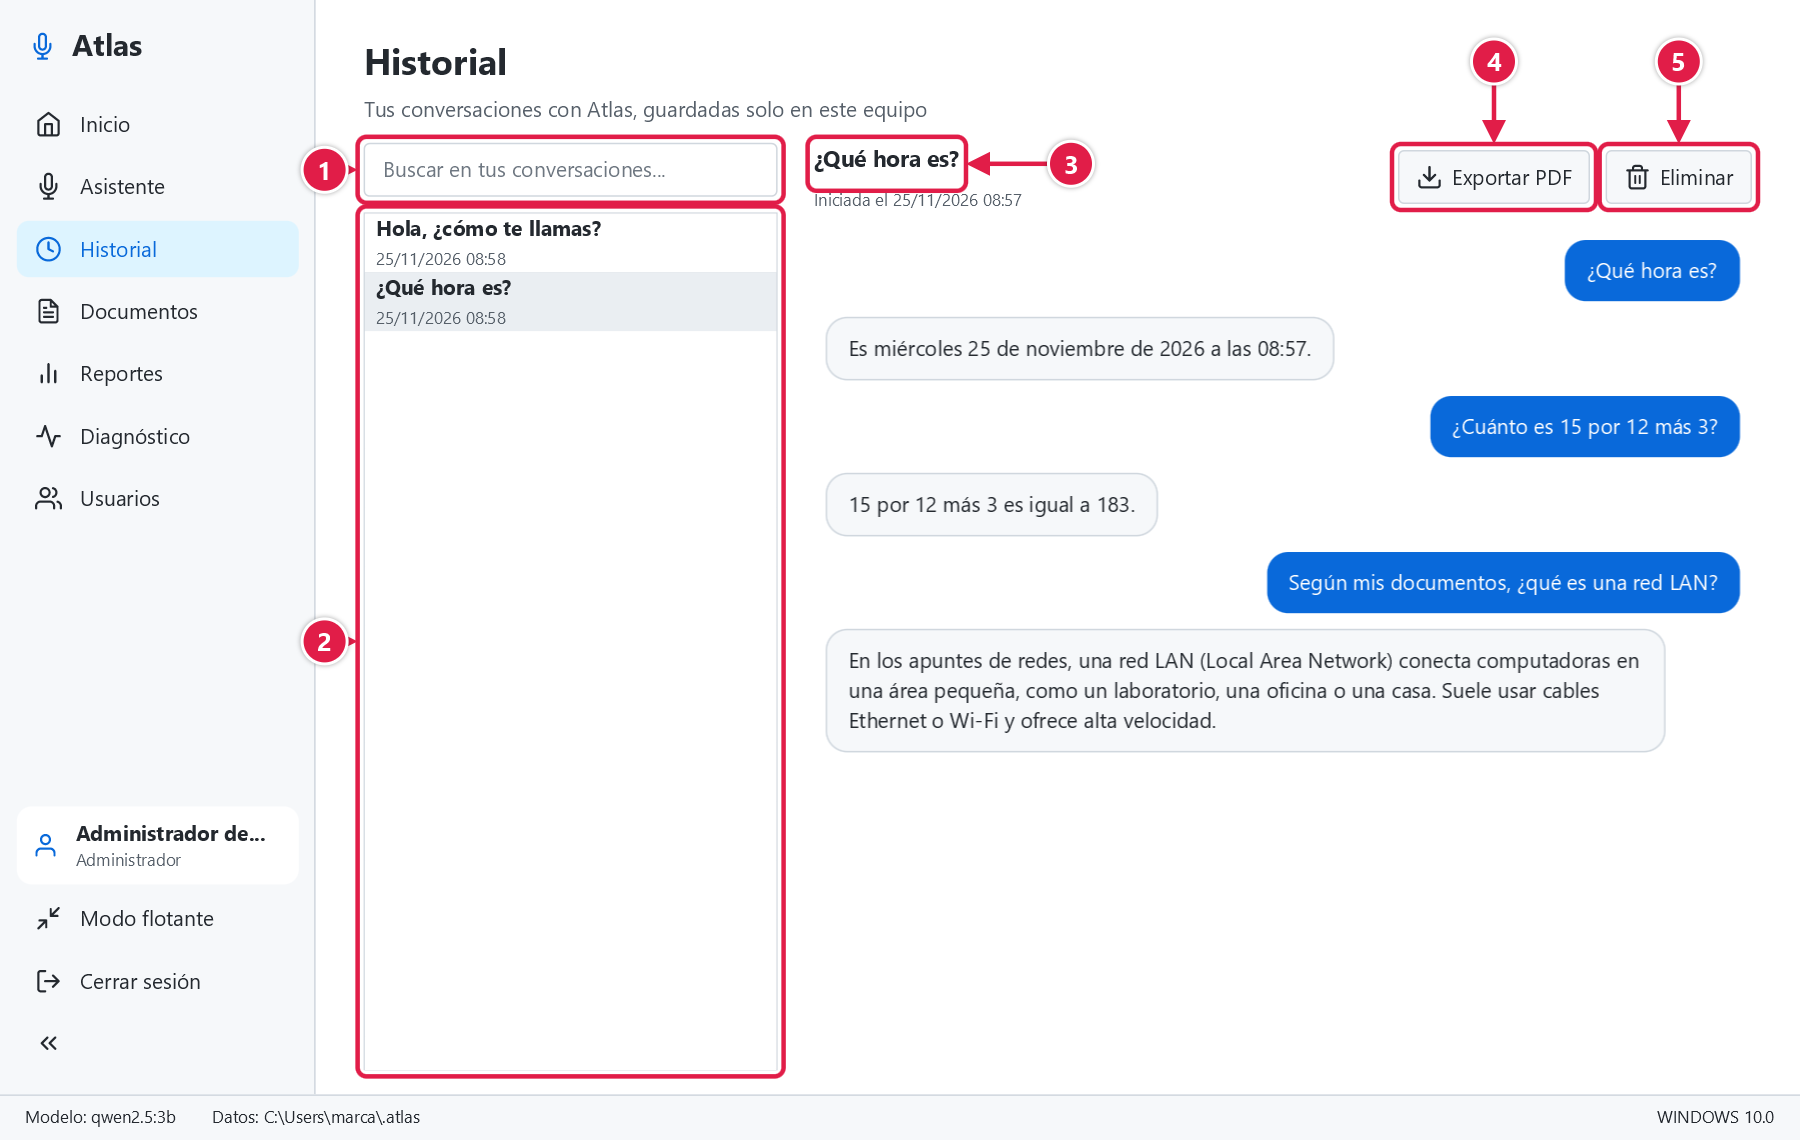 Atlas
Inicio
Asistente
Historial
Documentos
Reportes
Diagnóstico
Usuarios
Administrador de...
Administrador
Modo flotante
Cerrar sesión
Historial
Tus conversaciones con Atlas, guardadas solo en este equipo
1
Buscar en tus conversaciones...
2
Hola, ¿cómo te llamas?
25/11/2026 08:58
¿Qué hora es?
25/11/2026 08:58
¿Qué hora es?
3
Iniciada el 25/11/2026 08:57
4
Exportar PDF
5
Eliminar
¿Qué hora es?
Es miércoles 25 de noviembre de 2026 a las 08:57.
¿Cuánto es 15 por 12 más 3?
15 por 12 más 3 es igual a 183.
Según mis documentos, ¿qué es una red LAN?
En los apuntes de redes, una red LAN (Local Area Network) conecta computadoras en
una área pequeña, como un laboratorio, una oficina o una casa. Suele usar cables
Ethernet o Wi-Fi y ofrece alta velocidad.
Modelo: qwen2.5:3b
Datos: C:\Users\marca\.atlas
WINDOWS 10.0